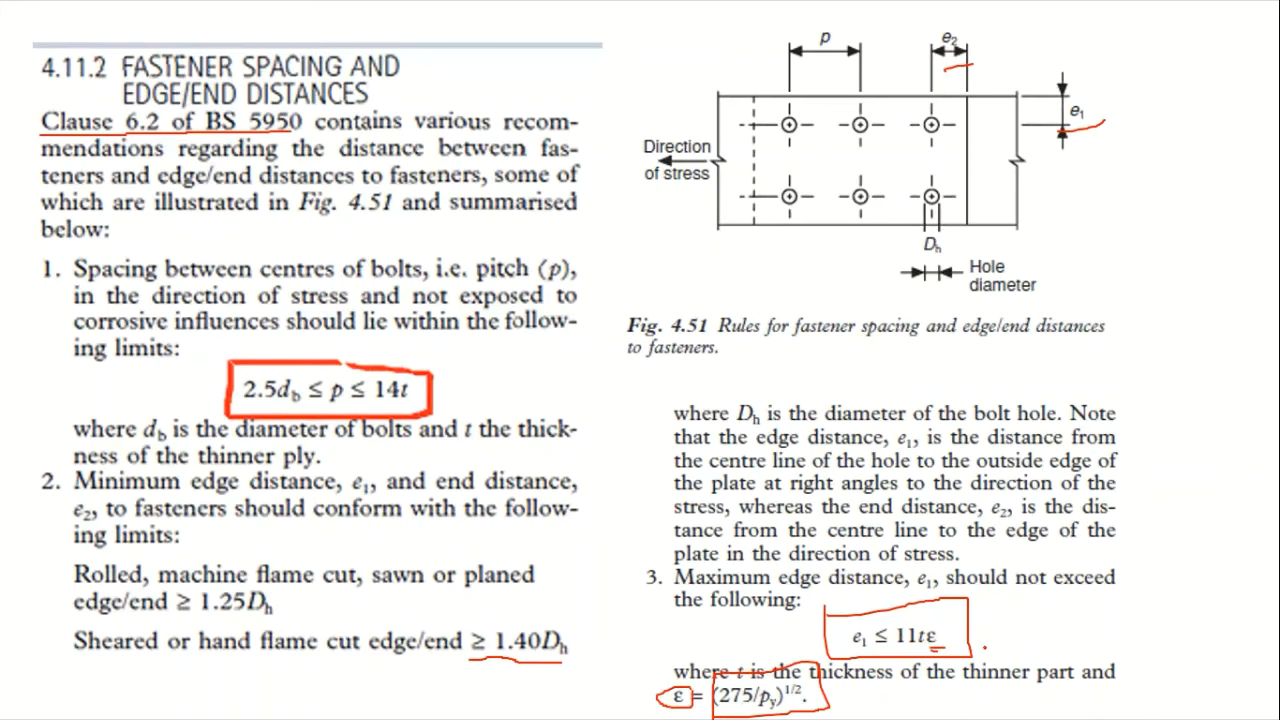 4.11.2 FASTENER SPACING AND
EDGE/END DISTANCES
Clause 6.2 of BS 5950 contains various recom-
mendations regarding the distance between fas-
teners and edge/end distances to fasteners, some of
which are illustrated in Fig. 4.51 and summarised
below:
1. Spacing between centres of bolts, i.e. pitch (p),
in the direction of stress and not exposed to
corrosive influences should lie within the follow-
ing limits:
2.5d_b ≤ p ≤ 14t
where d_b is the diameter of bolts and t the thick-
ness of the thinner ply.
2. Minimum edge distance, e₁, and end distance,
e₂, to fasteners should conform with the follow-
ing limits:
Rolled, machine flame cut, sawn or planed
edge/end ≥ 1.25D_h
Sheared or hand flame cut edge/end ≥ 1.40D_h
p
e₂
e₁
Direction
of stress
D_h
Hole
diameter
Fig. 4.51 Rules for fastener spacing and edge/end distances
to fasteners.
where D_h is the diameter of the bolt hole. Note
that the edge distance, e₁, is the distance from
the centre line of the hole to the outside edge of
the plate at right angles to the direction of the
stress, whereas the end distance, e₂, is the dis-
tance from the centre line to the edge of the
plate in the direction of stress.
3. Maximum edge distance, e₁, should not exceed
the following:
e₁ ≤ 11tε
where t is the thickness of the thinner part and
ε = (275/p_y)^1/2.